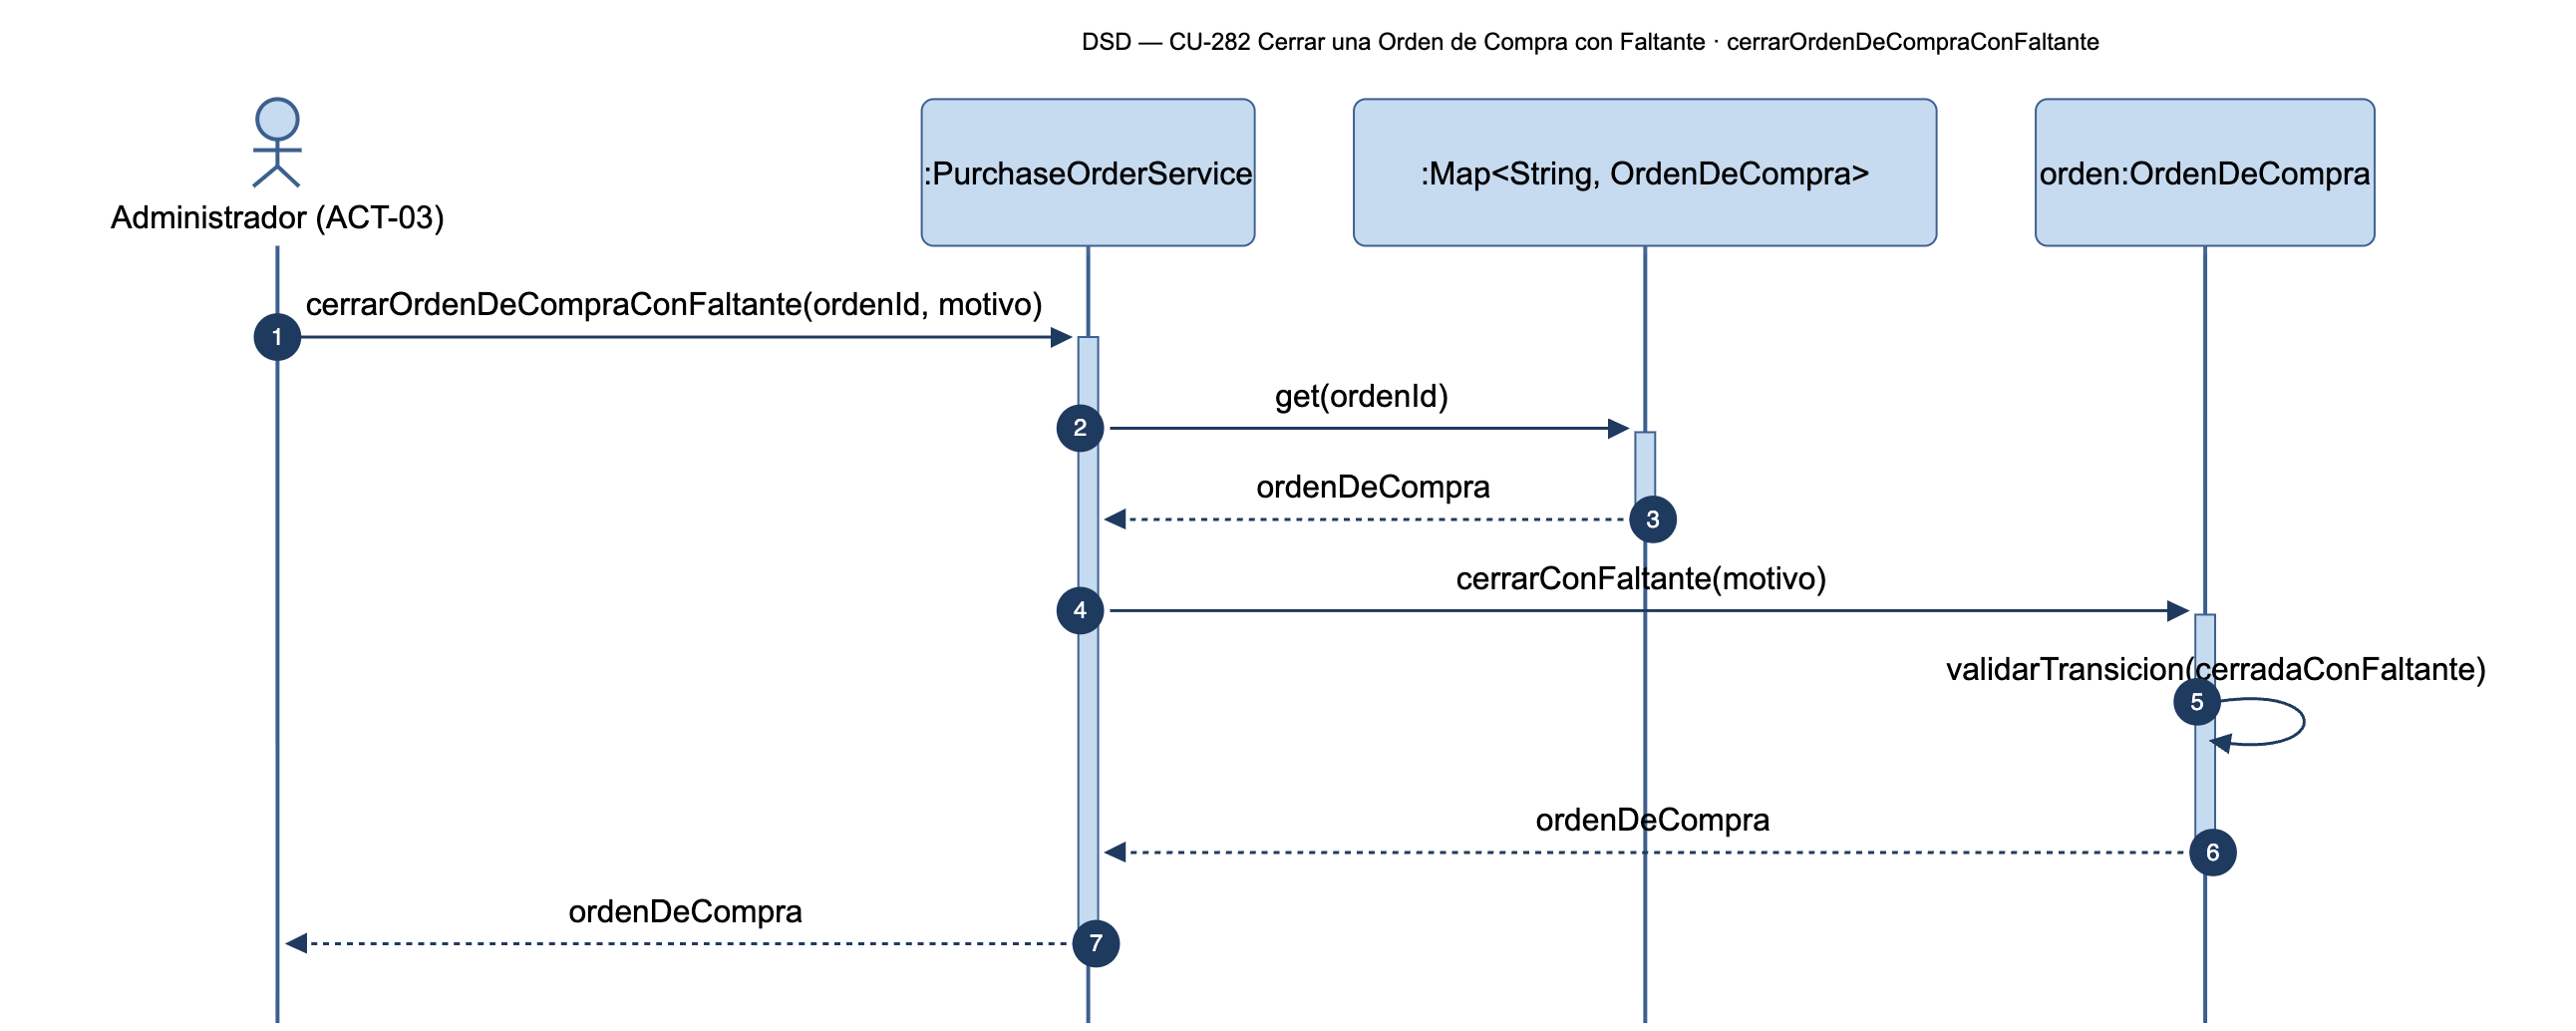 DSD — CU-282 Cerrar una Orden de Compra con Faltante · cerrarOrdenDeCompraConFaltante
Administrador (ACT-03)
:PurchaseOrderService
:Map<String, OrdenDeCompra>
orden:OrdenDeCompra
cerrarOrdenDeCompraConFaltante(ordenId, motivo)
1
get(ordenId)
2
ordenDeCompra
3
cerrarConFaltante(motivo)
4
validarTransicion(cerradaConFaltante)
5
ordenDeCompra
6
ordenDeCompra
7